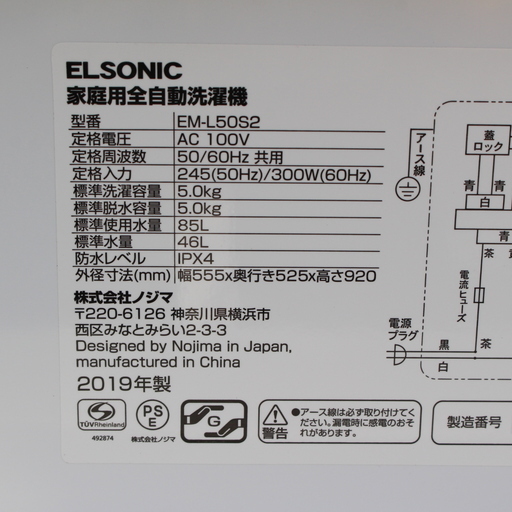 ELSONIC
家庭用全自動洗濯機
型番 EM-L50S2
定格電圧 AC 100V
定格周波数 50/60Hz 共用
定格入力 245(50Hz)/300W(60Hz)
標準洗濯容量 5.0kg
標準脱水容量 5.0kg
標準使用水量 85L
標準水量 46L
防水レベル IPX4
外径寸法(mm) 幅555x奥行き525x高さ920
株式会社ノジマ
〒220-6126 神奈川県横浜市
西区みなとみらい2-3-3
Designed by Nojima in Japan,
manufactured in China
2019年製
TÜVRheinland
492874
PS
E
株式会社ノジマ
G
警告
●アース線は必ず取り付けてく
ださい。漏電時に感電のおそ
れがあります。
製造番号
アース線
蓋
ロック
青 青
白
青
茶 茶
電流ヒューズ
電源
プラグ
黒 茶
白